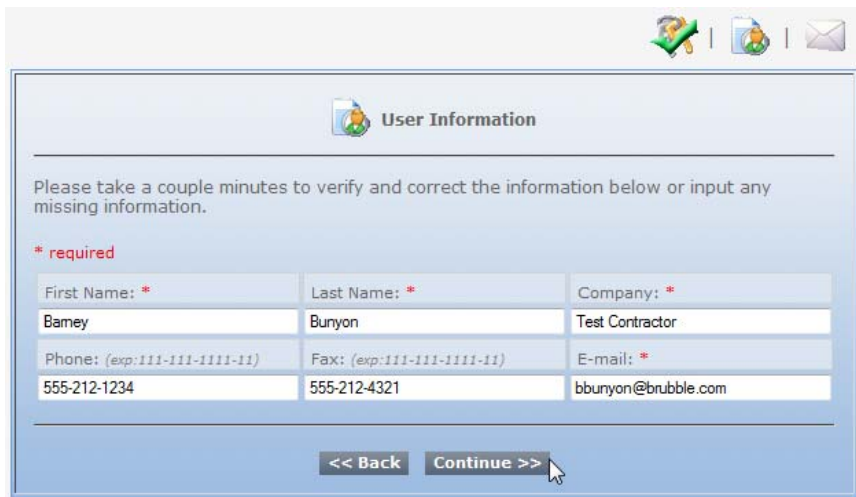 User Information
Please take a couple minutes to verify and correct the information below or input any
missing information.
* required
First Name: * Last Name: * Company: *
Barney Bunyon Test Contractor
Phone: (exp:111-111-1111-11) Fax: (exp:111-111-1111-11) E-mail: *
555-212-1234 555-212-4321 bbunyon@brubble.com
<< Back Continue >>